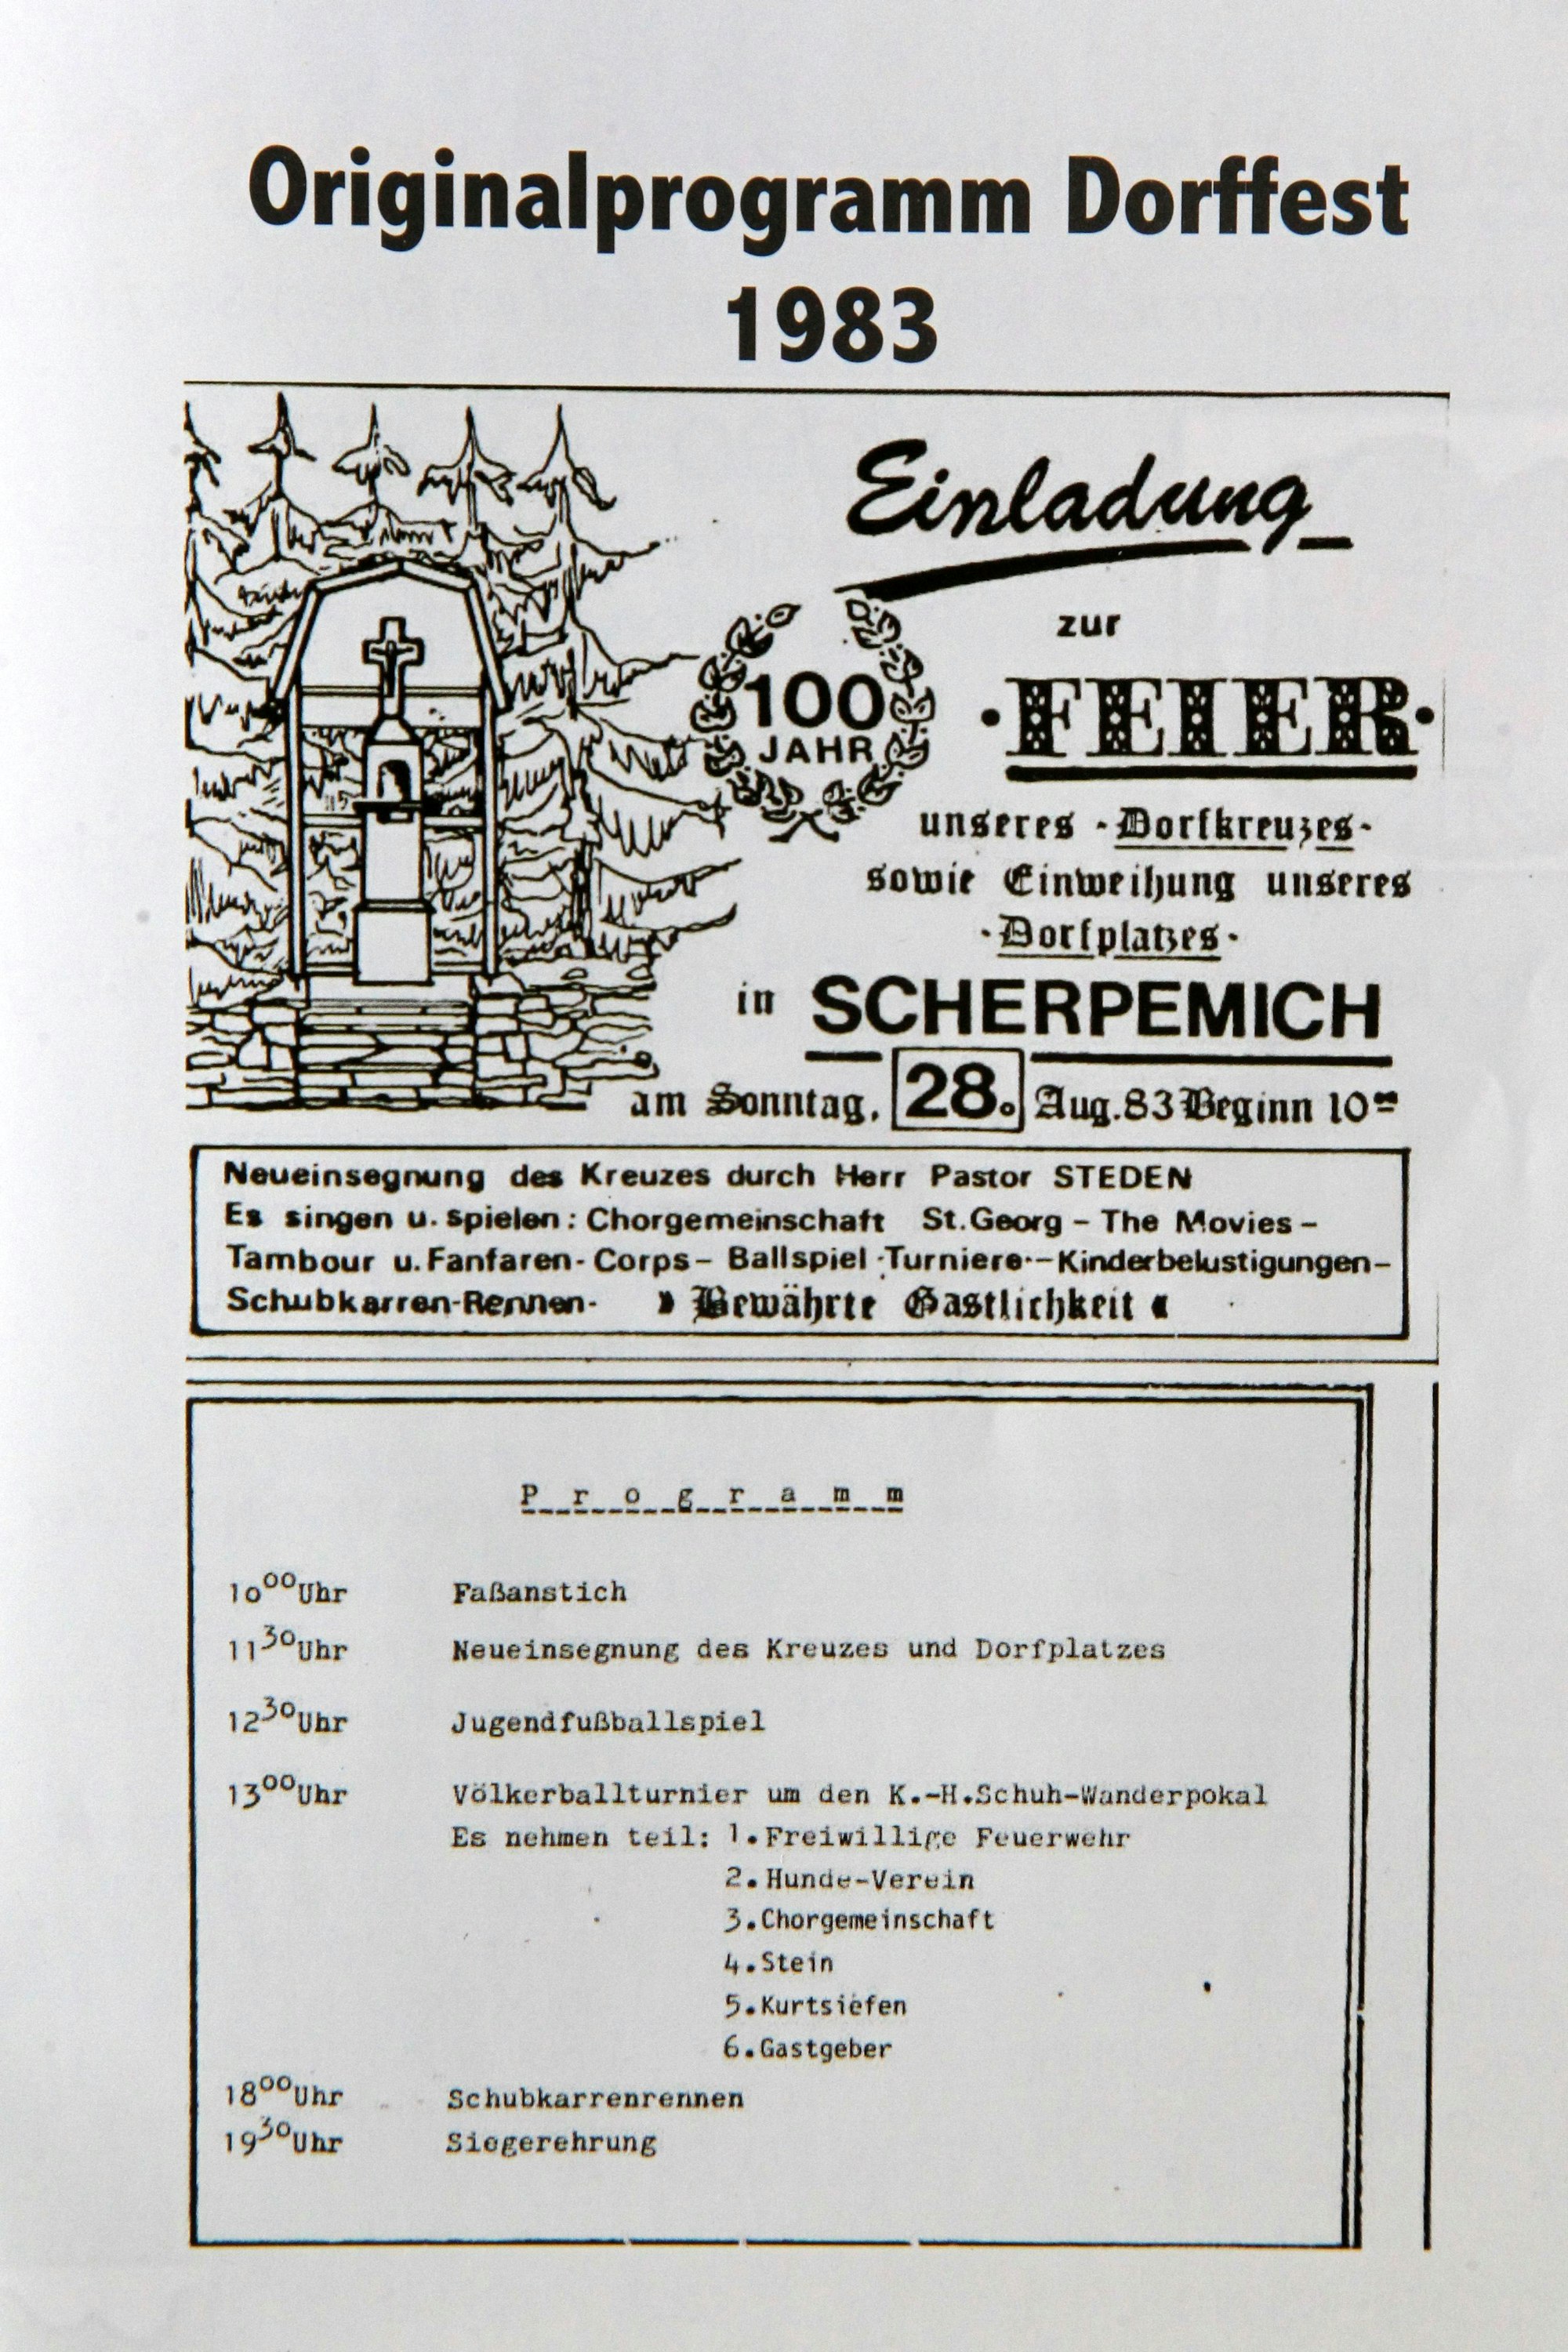 Originalprogramm Dorffest
1983
Einladung
zur
100
JAHR
·FEIER·
unseres - Dorfkreuzes-
sowie Einweihung unseres
-Dorfplatzes-
in SCHERPEMICH
am Sonntag, 28. Aug.83 Beginn 10⁰⁰
Neueinsegnung des Kreuzes durch Herr Pastor STEDEN
Es singen u. spielen: Chorgemeinschaft St.Georg - The Movies -
Tambour u. Fanfaren-Corps - Ballspiel-Turniere-Kinderbelustigungen-
Schubkarren-Rennen- » Bewährte Gastlichkeit «
Programm
10⁰⁰Uhr Faßanstich
11³⁰Uhr Neueinsegnung des Kreuzes und Dorfplatzes
12³⁰Uhr Jugendfußballspiel
13⁰⁰Uhr Völkerballturnier um den K.-H.Schuh-Wanderpokal
Es nehmen teil: 1.Freiwillige Feuerwehr
2.Hunde-Verein
3.Chorgemeinschaft
4.Stein
5.Kurtsiefen
6.Gastgeber
18⁰⁰Uhr Schubkarrenrennen
19³⁰Uhr Siegerehrung